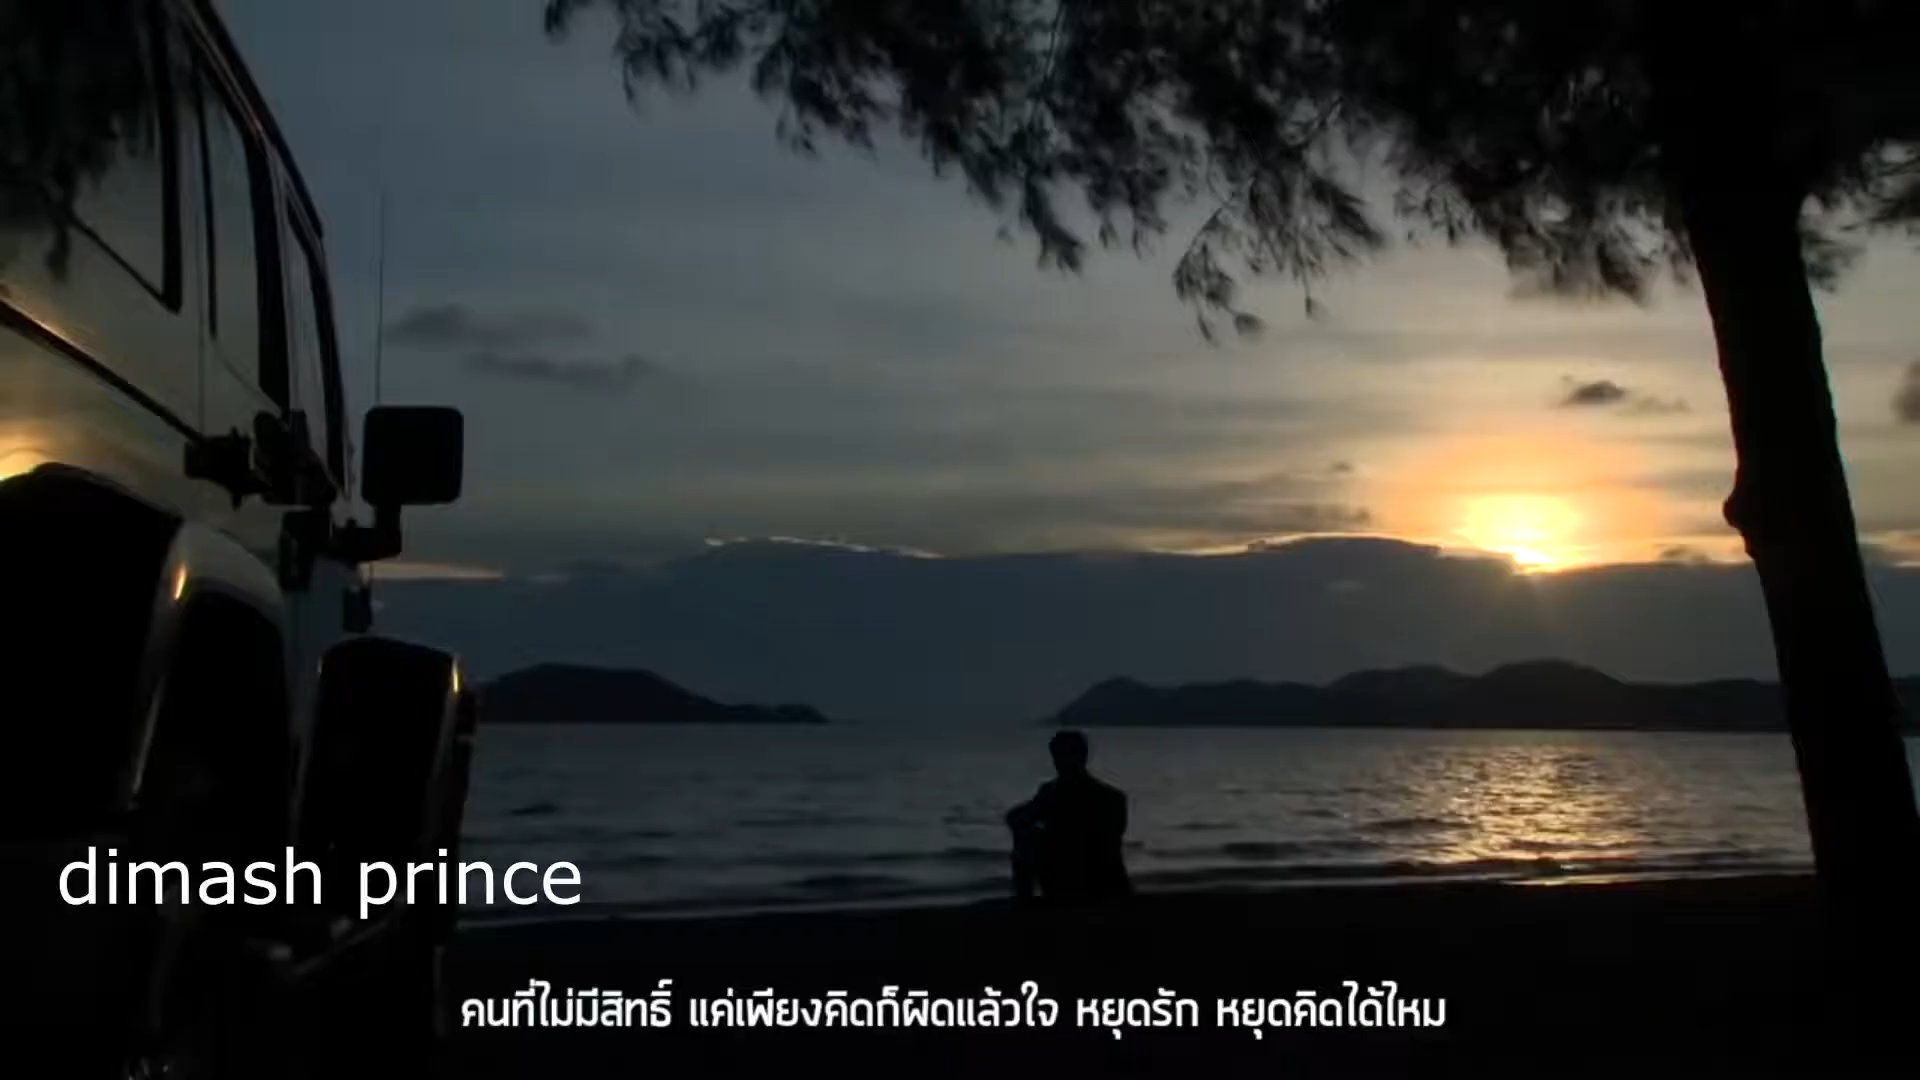 dimash prince
คนที่ไม่มีสิทธิ์ แค่เพียงคิดก็ผิดแล้วใจ หยุดรัก หยุดคิดได้ไหม